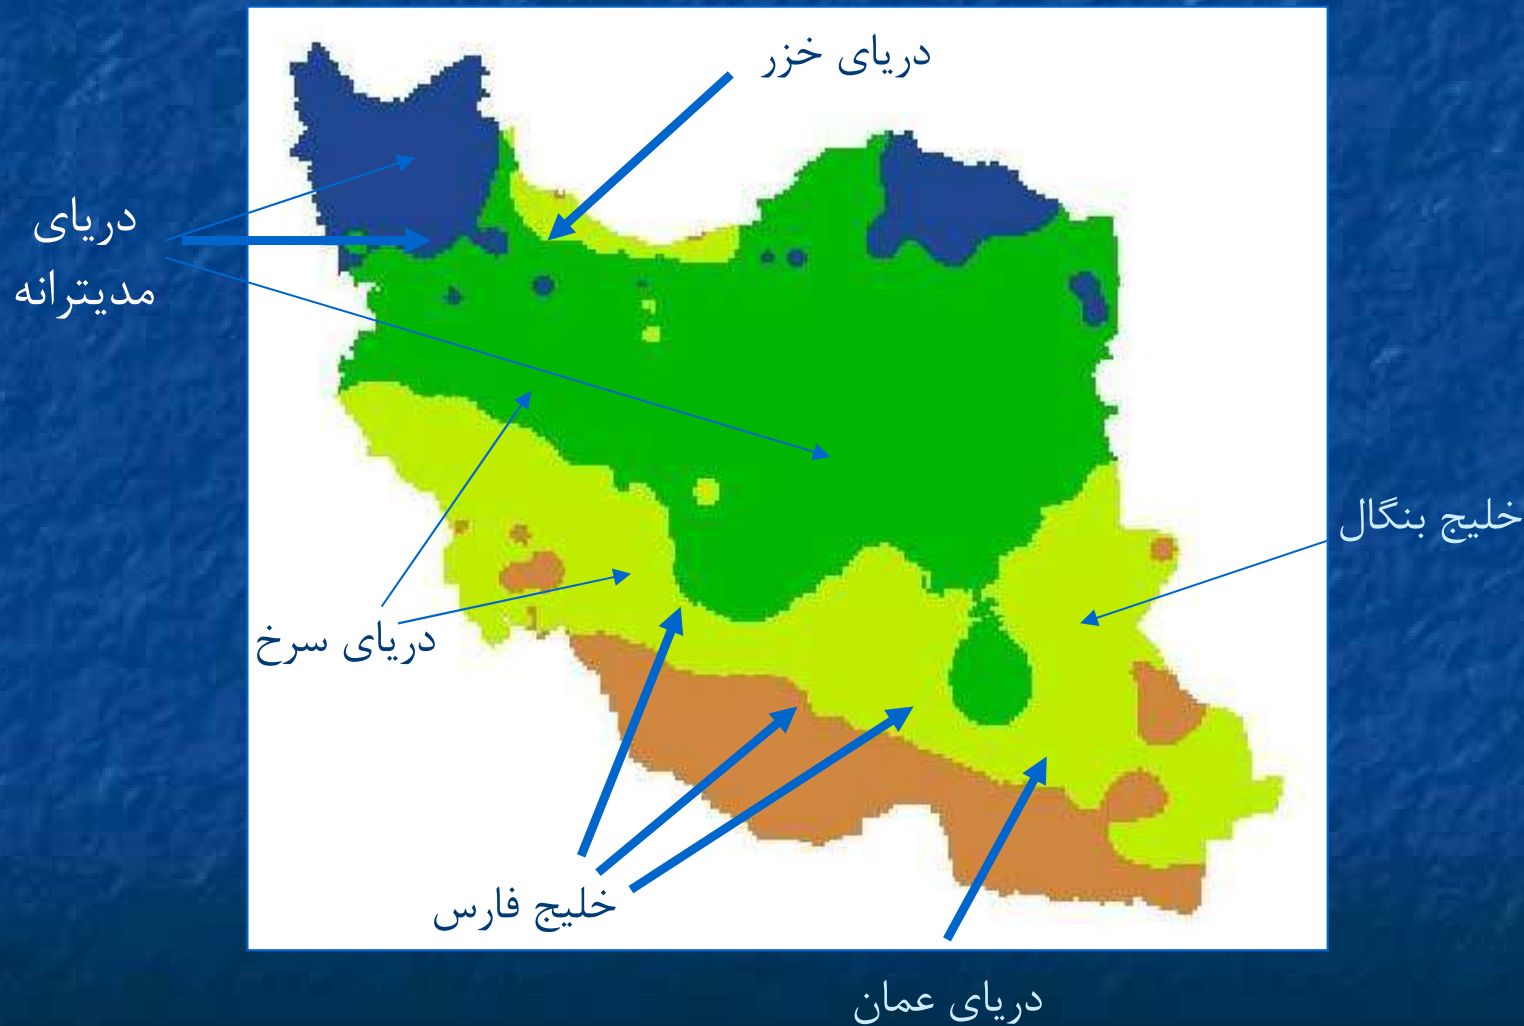 دریای خزر
دریای
مدیترانه
خلیج بنگال
دریای سرخ
خلیج فارس
دریای عمان